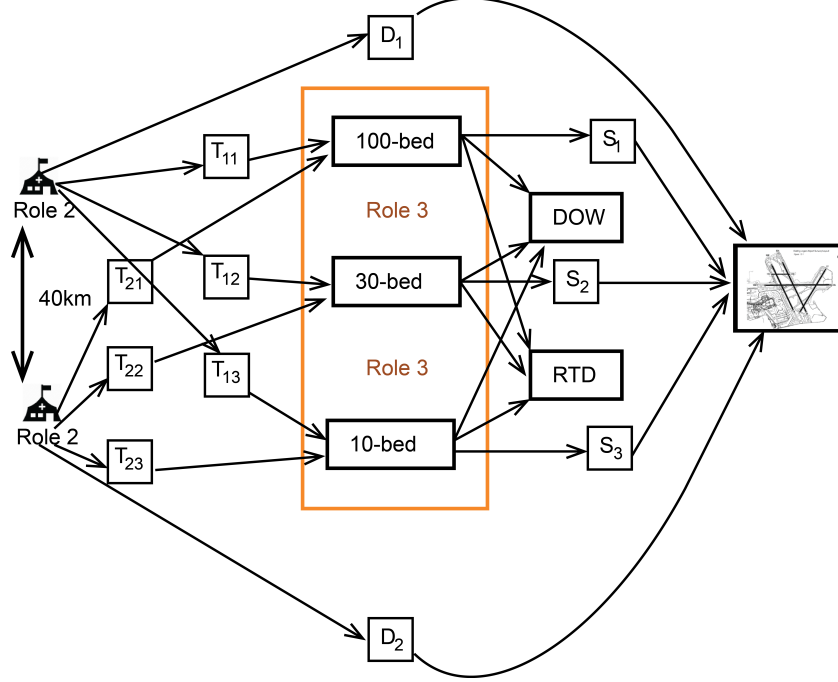 D1
T11
100-bed
S1
Role 2
Role 3
DOW
T21
T12
30-bed
S2
40km
T22
T13
Role 3
RTD
Role 2
10-bed
S3
T23
D2